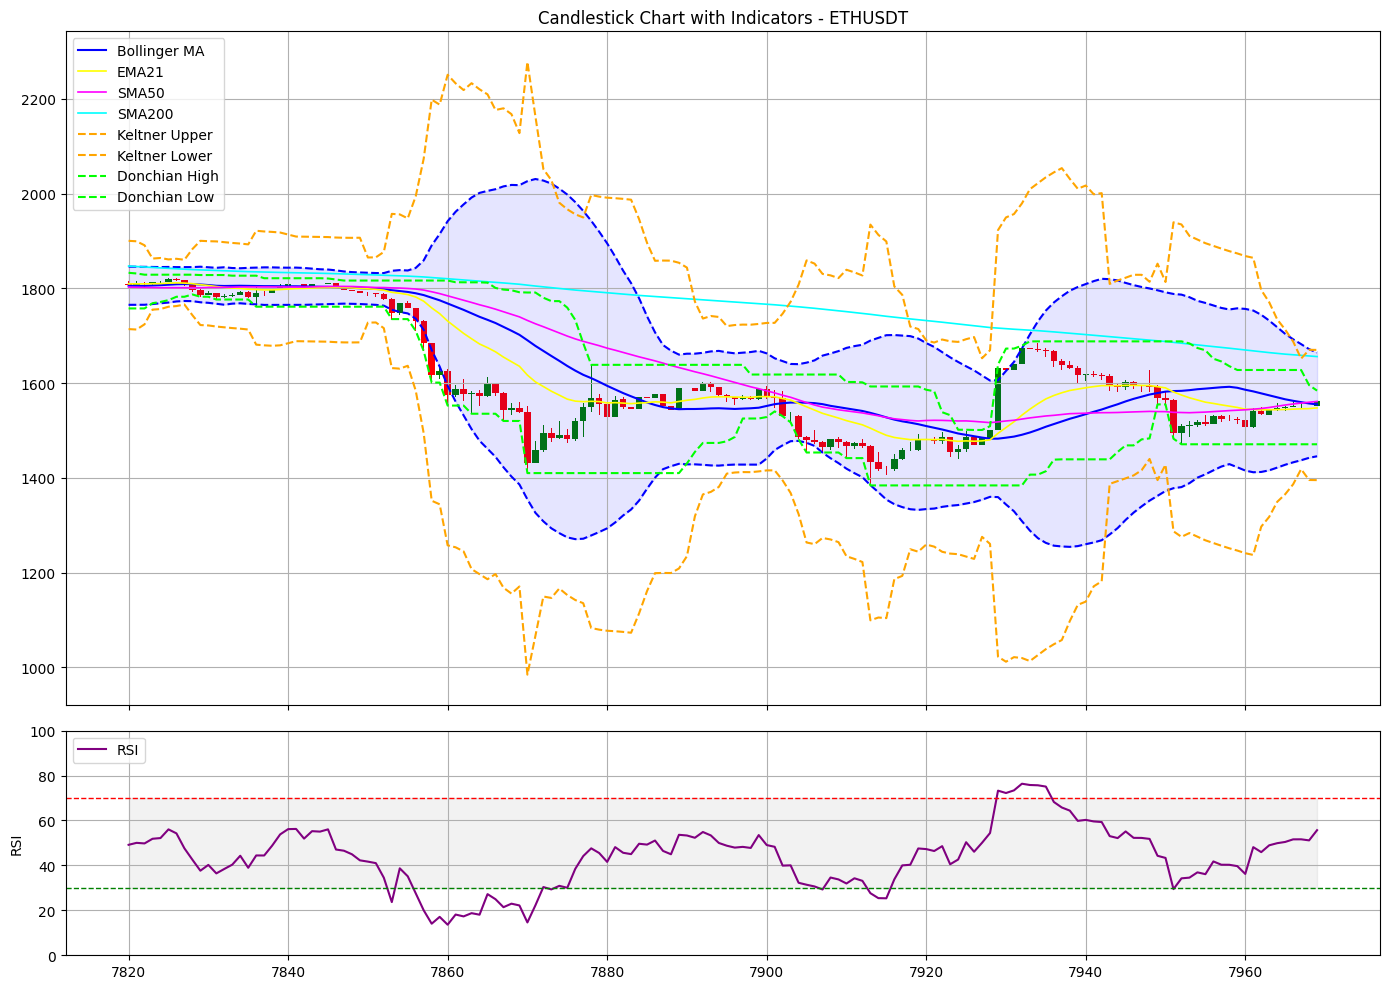 Candlestick Chart with Indicators - ETHUSDT
Bollinger MA
EMA21
SMA50
SMA200
Keltner Upper
Keltner Lower
Donchian High
Donchian Low
2200
2000
1800
1600
1400
1200
1000
RSI
100
80
60
40
20
0
RSI
7820 7840 7860 7880 7900 7920 7940 7960